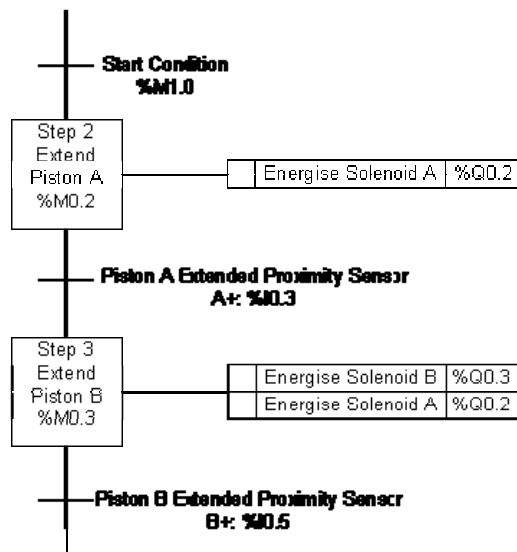 Start Condition
%M1.0
Step 2
Extend
Piston A
%M0.2
Energise Solenoid A %Q0.2
Piston A Extended Proximity Sensor
A+: %I0.3
Step 3
Extend
Piston B
%M0.3
Energise Solenoid B %Q0.3
Energise Solenoid A %Q0.2
Piston B Extended Proximity Sensor
B+: %I0.5